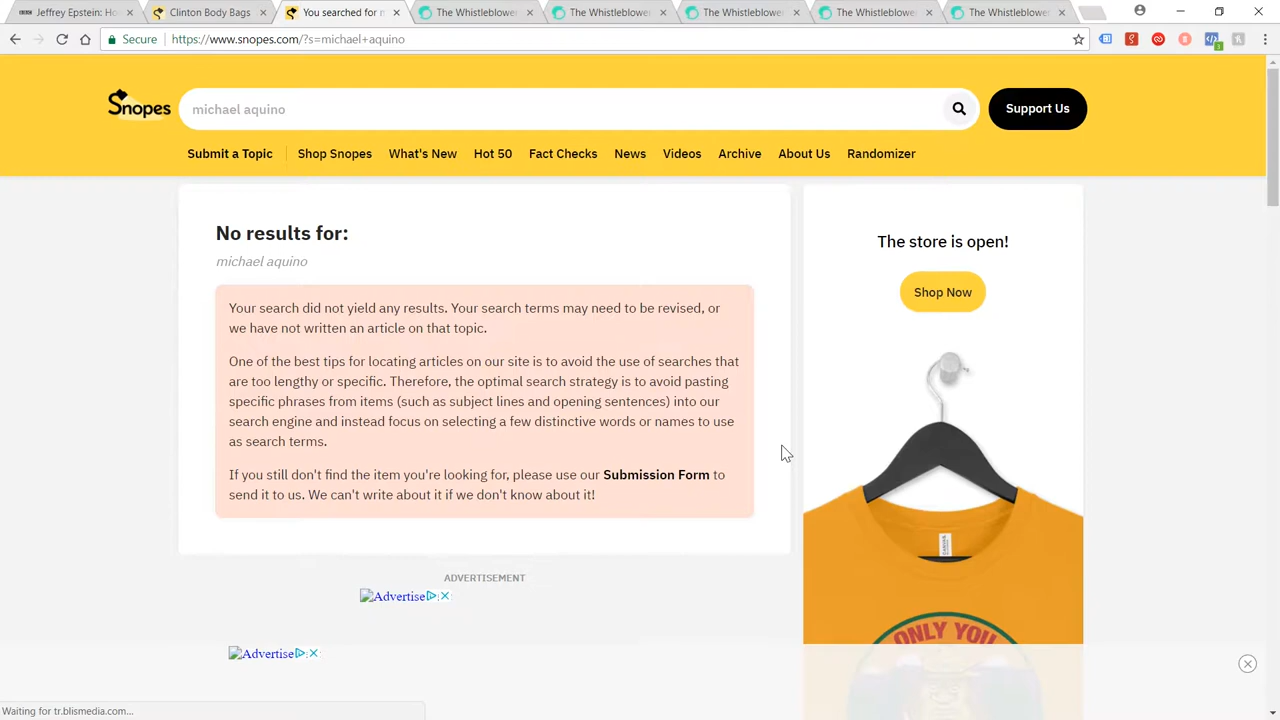 Jeffrey Epstein: Ho
Clinton Body Bags
You searched for m
The Whistleblowe
The Whistleblowe
The Whistleblowe
The Whistleblowe
The Whistleblowe
Secure
https://www.snopes.com/?s=michael+aquino
Snopes
michael aquino
Support Us
Submit a Topic
Shop Snopes
What's New
Hot 50
Fact Checks
News
Videos
Archive
About Us
Randomizer
No results for:
michael aquino
Your search did not yield any results. Your search terms may need to be revised, or
we have not written an article on that topic.
One of the best tips for locating articles on our site is to avoid the use of searches that
are too lengthy or specific. Therefore, the optimal search strategy is to avoid pasting
specific phrases from items (such as subject lines and opening sentences) into our
search engine and instead focus on selecting a few distinctive words or names to use
as search terms.
If you still don't find the item you're looking for, please use our Submission Form to
send it to us. We can't write about it if we don't know about it!
The store is open!
Shop Now
CANVAS
ONLY YOU
ADVERTISEMENT
Advertise
Advertise
Waiting for tr.blismedia.com...